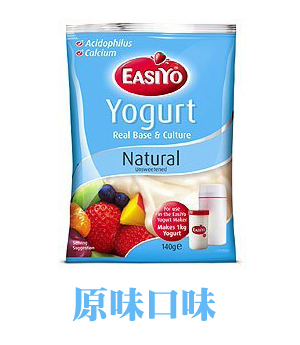 Acidophilus
Calcium
EASIYO
Yogurt
Real Base & Culture
Natural
Unsweetened
For use
in the EasiYo
Yogurt Maker
Makes 1kg
Yogurt
Serving
Suggestion
140g e
原味口味